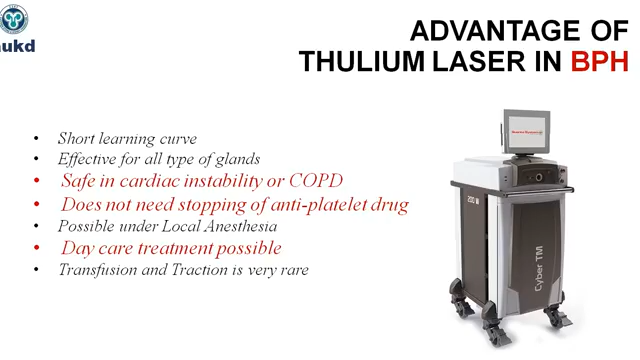 ADVANTAGE OF
THULIUM LASER IN BPH
• Short learning curve
• Effective for all type of glands
• Safe in cardiac instability or COPD
• Does not need stopping of anti-platelet drug
• Possible under Local Anesthesia
• Day care treatment possible
• Transfusion and Traction is very rare
200 W
Cyber TM